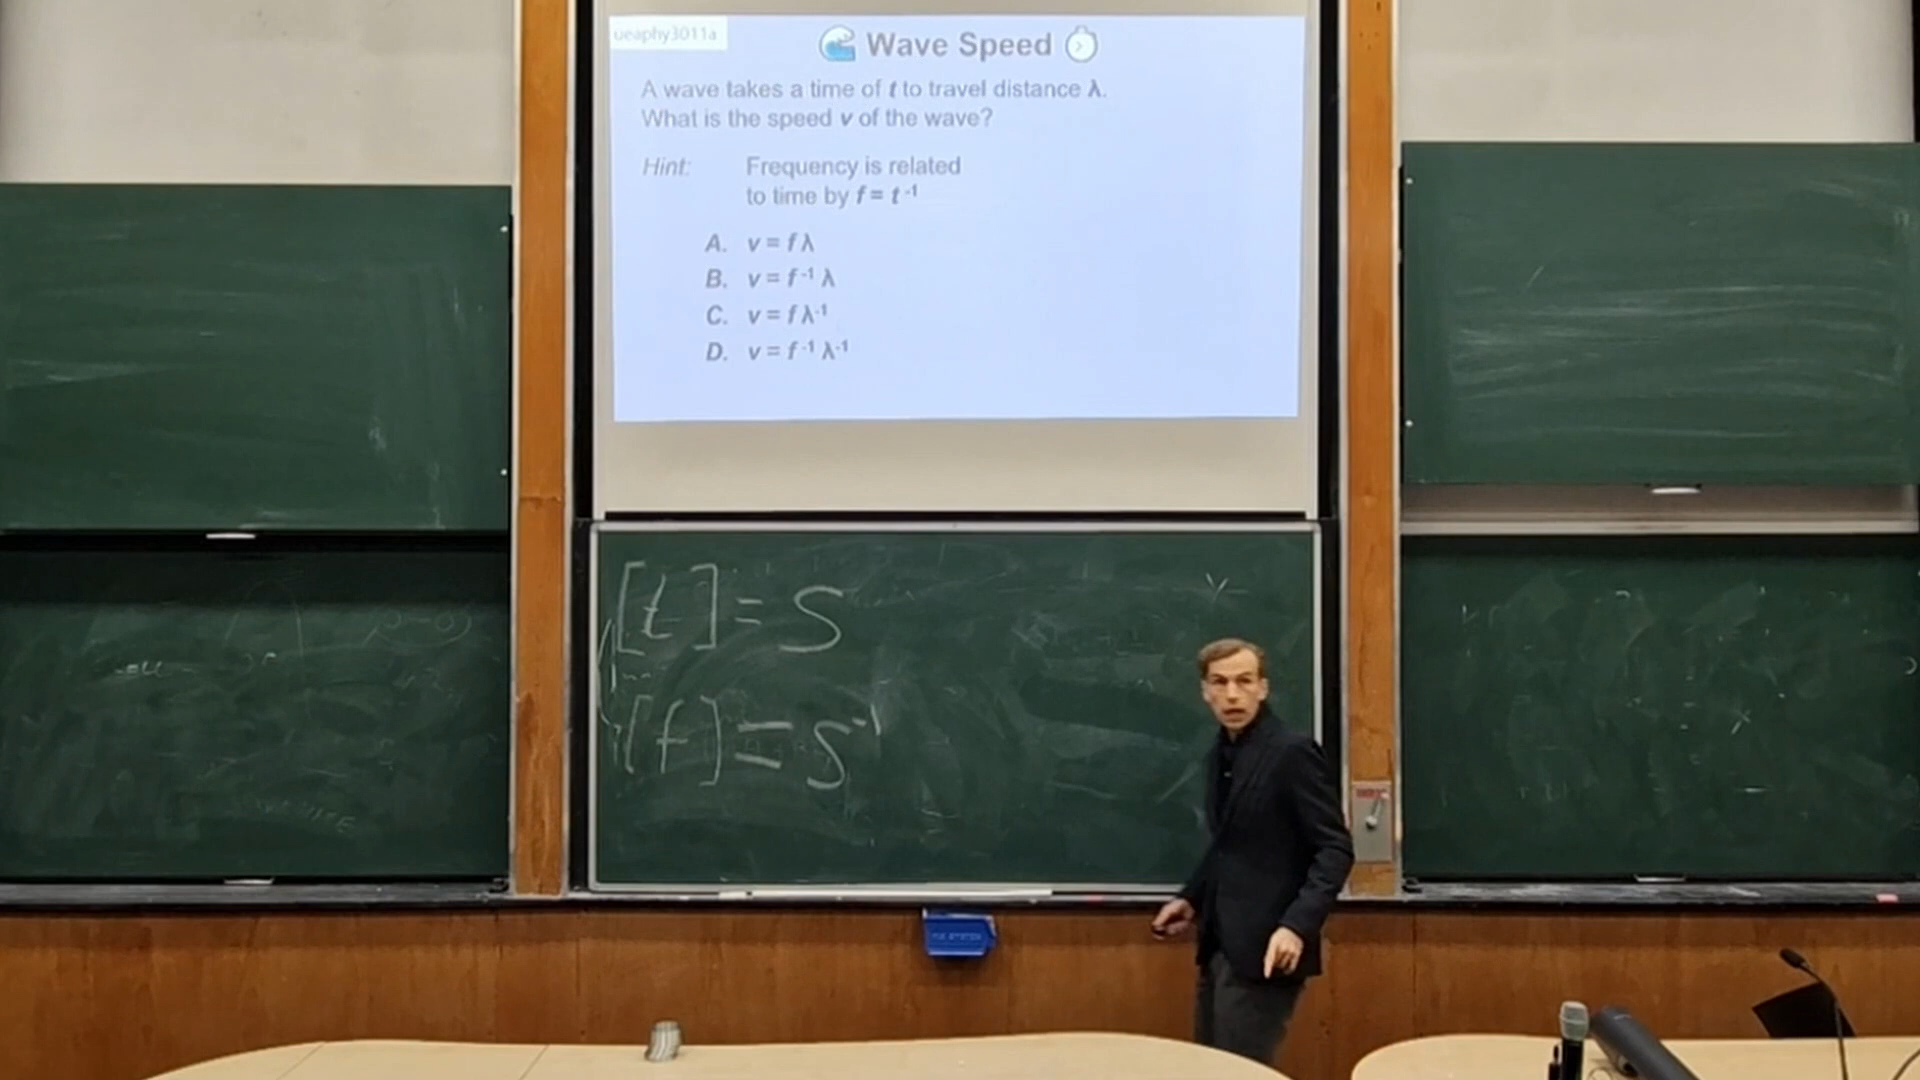 ueaphy3011a
Wave Speed
A wave takes a time of t to travel distance λ.
What is the speed v of the wave?
Hint: Frequency is related
to time by f = t⁻¹
A. v = f λ
B. v = f⁻¹ λ
C. v = f λ⁻¹
D. v = f⁻¹ λ⁻¹
[t] = s
[f] = s⁻¹